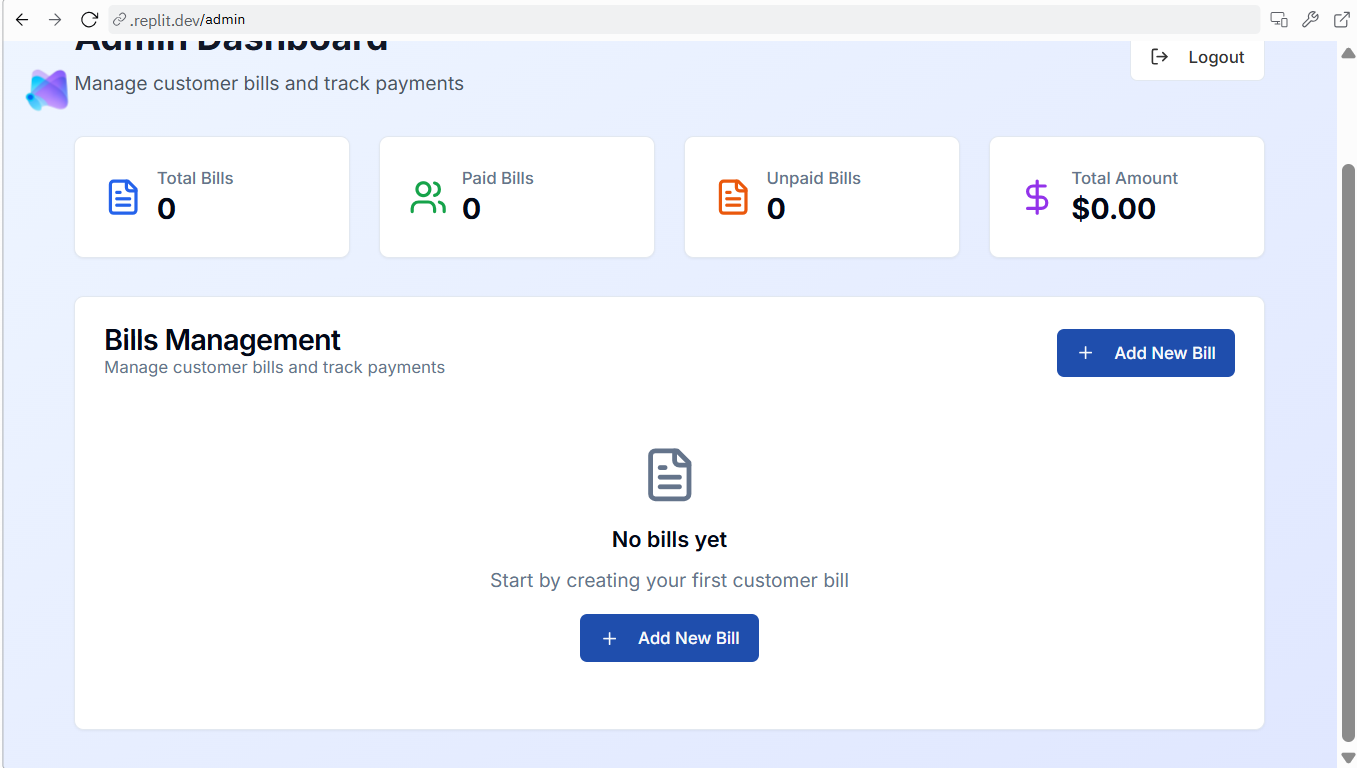 .replit.dev/admin
Admin Dashboard
Logout
Manage customer bills and track payments
Total Bills
0
Paid Bills
0
Unpaid Bills
0
Total Amount
$0.00
Bills Management
Manage customer bills and track payments
Add New Bill
No bills yet
Start by creating your first customer bill
Add New Bill